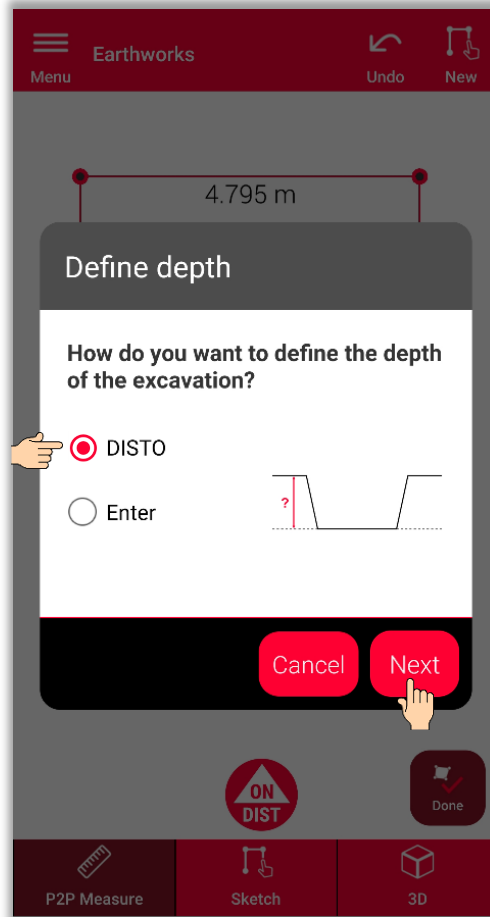 Earthworks
Menu
Undo
New
4.795 m
Define depth
How do you want to define the depth
of the excavation?
DISTO
Enter
?
Cancel
Next
ON
DIST
Done
P2P Measure
Sketch
3D